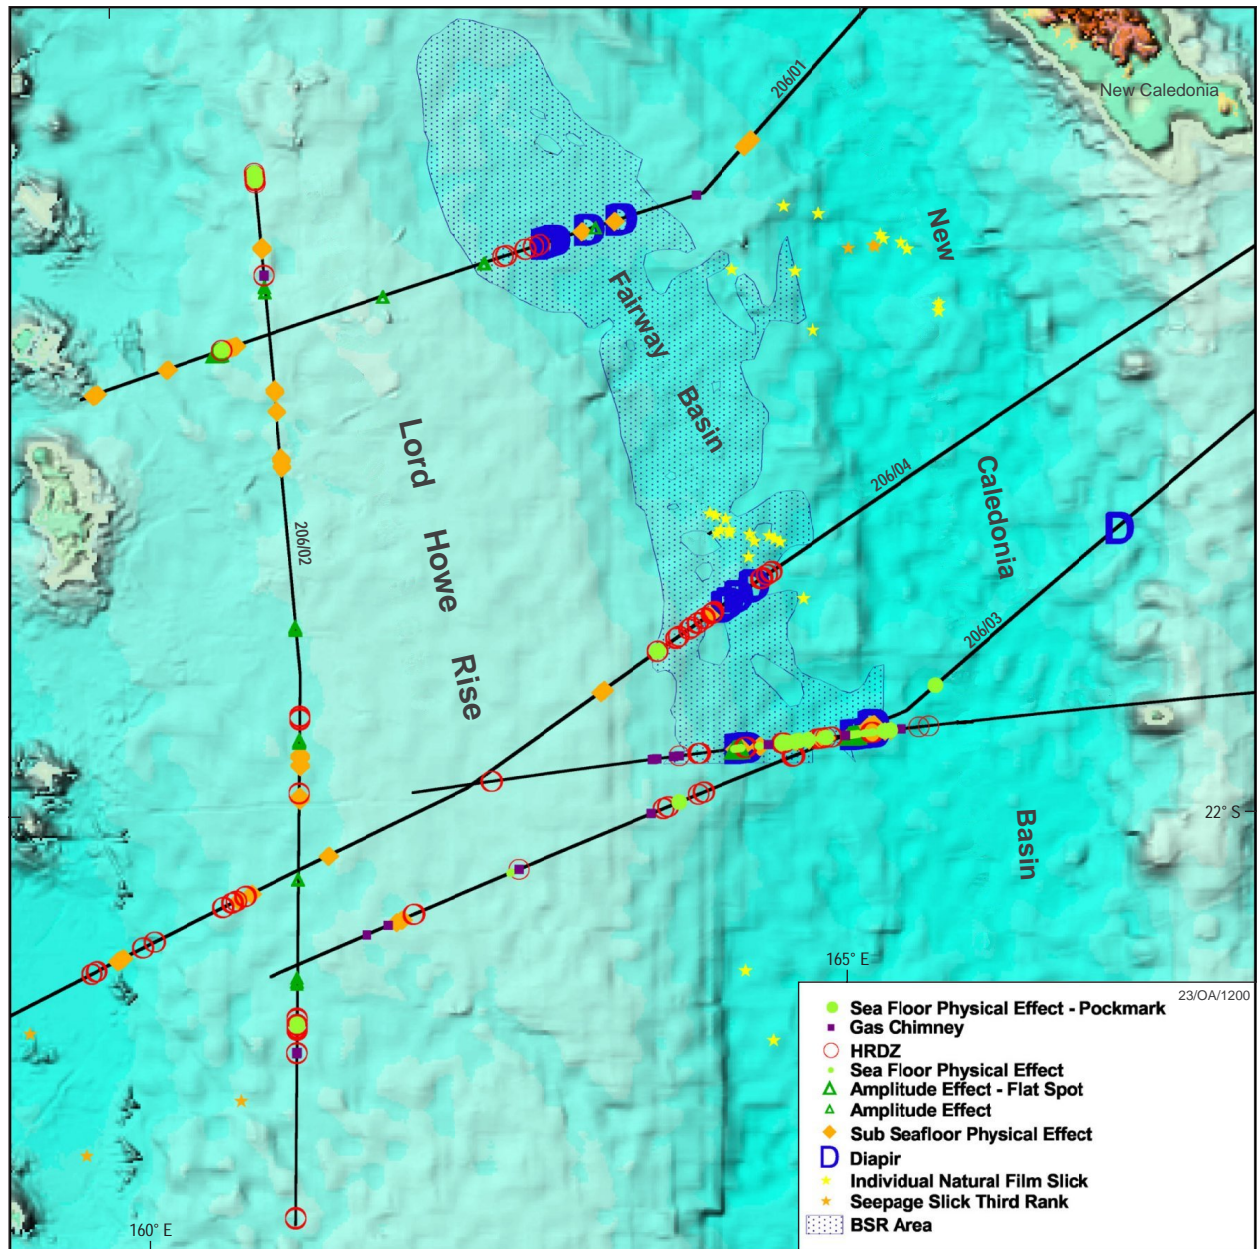 206/01
New Caledonia
New
Fairway
Basin
Lord
Howe
Rise
206/04
Caledonia
206/02
206/03
22° S
Basin
165° E
160° E
23/OA/1200
Sea Floor Physical Effect - Pockmark
Gas Chimney
HRDZ
Sea Floor Physical Effect
Amplitude Effect - Flat Spot
Amplitude Effect
Sub Seafloor Physical Effect
D Diapir
Individual Natural Film Slick
Seepage Slick Third Rank
BSR Area
D